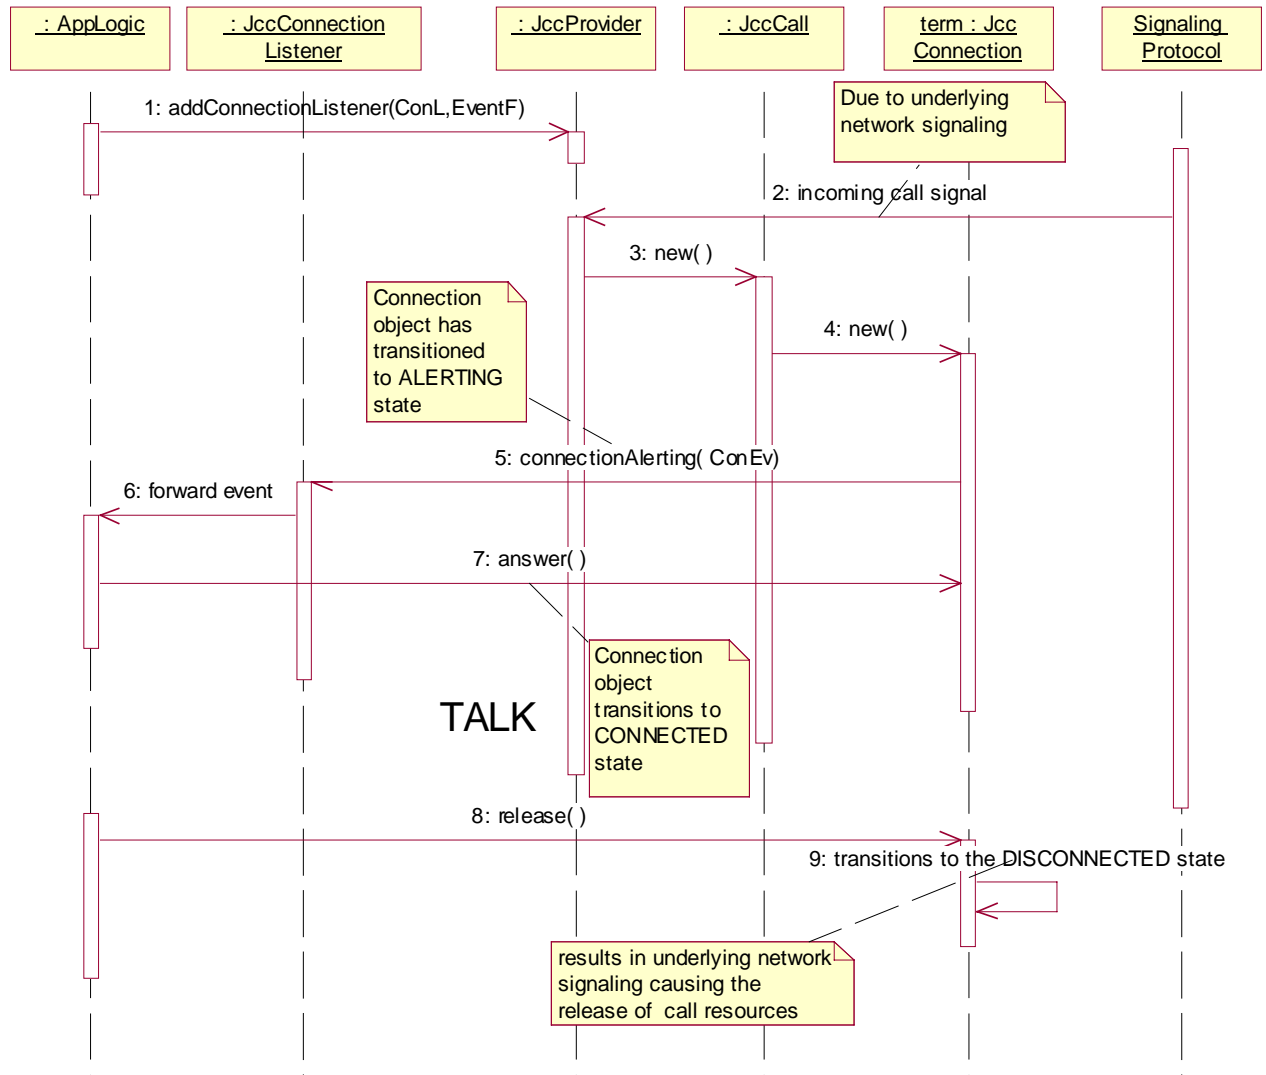 : AppLogic
: JccConnection
Listener
: JccProvider
: JccCall
term : Jcc
Connection
Signaling
Protocol
1: addConnectionListener(ConL,EventF)
Due to underlying
network signaling
2: incoming call signal
3: new( )
Connection
object has
transitioned
to ALERTING
state
4: new( )
5: connectionAlerting( ConEv)
6: forward event
7: answer( )
Connection
object
transitions to
CONNECTED
state
TALK
8: release( )
9: transitions to the DISCONNECTED state
results in underlying network
signaling causing the
release of call resources